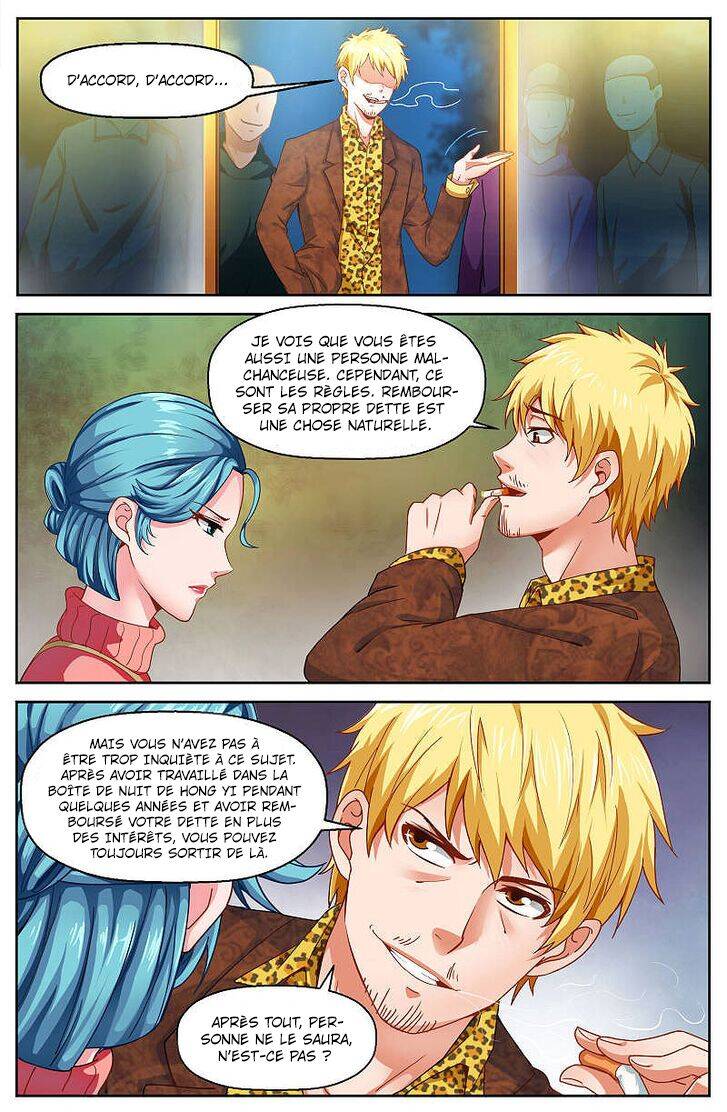 D'ACCORD, D'ACCORD...
JE VOIS QUE VOUS ÊTES
AUSSI UNE PERSONNE MAL-
CHANCEUSE. CEPENDANT, CE
SONT LES RÈGLES. REMBOUR-
SER SA PROPRE DETTE EST
UNE CHOSE NATURELLE.
MAIS VOUS N'AVEZ PAS À
ÊTRE TROP INQUIÈTE À CE SUJET.
APRÈS AVOIR TRAVAILLÉ DANS LA
BOÎTE DE NUIT DE HONG YI PENDANT
QUELQUES ANNÉES ET AVOIR REM-
BOURSÉ VOTRE DETTE EN PLUS
DES INTÉRÊTS, VOUS POUVEZ
TOUJOURS SORTIR DE LÀ.
APRÈS TOUT, PER-
SONNE NE LE SAURA,
N'EST-CE PAS ?